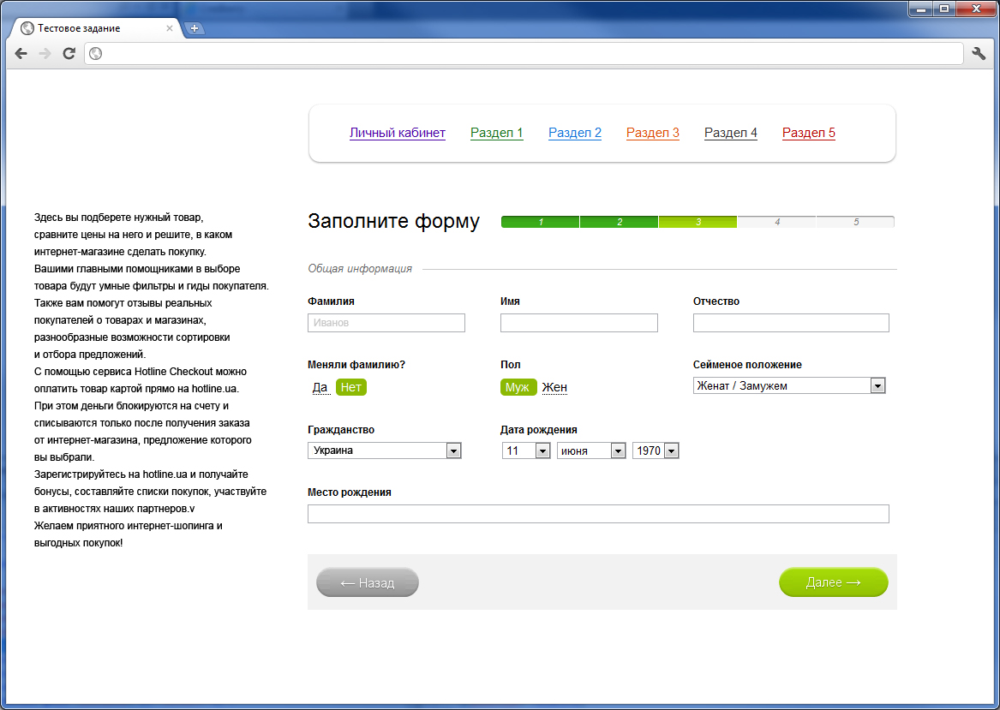 Тестовое задание
Личный кабинет Раздел 1 Раздел 2 Раздел 3 Раздел 4 Раздел 5
Здесь вы подберете нужный товар,
сравните цены на него и решите, в каком
интернет-магазине сделать покупку.
Вашими главными помощниками в выборе
товара будут умные фильтры и гиды покупателя.
Также вам помогут отзывы реальных
покупателей о товарах и магазинах,
разнообразные возможности сортировки
и отбора предложений.
С помощью сервиса Hotline Checkout можно
оплатить товар картой прямо на hotline.ua.
При этом деньги блокируются на счету и
списываются только после получения заказа
от интернет-магазина, предложение которого
вы выбрали.
Зарегистрируйтесь на hotline.ua и получайте
бонусы, составляйте списки покупок, участвуйте
в активностях наших партнеров.v
Желаем приятного интернет-шопинга и
выгодных покупок!
Заполните форму 1 2 3 4 5
Общая информация
Фамилия Имя Отчество
Иванов
Меняли фамилию? Пол Сейменое положение
Да Нет Муж Жен Женат / Замужем
Гражданство Дата рождения
Украина 11 июня 1970
Место рождения
← Назад Далее →